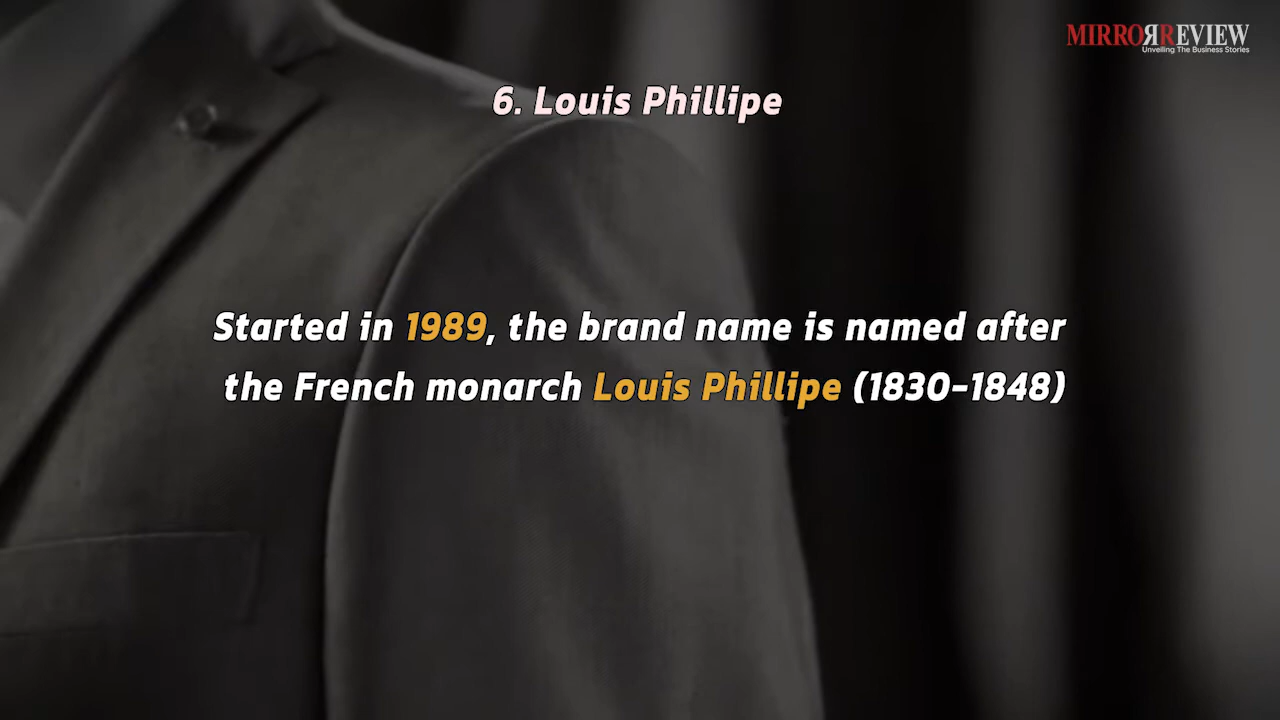 MIRRORREVIEW
Unveiling The Business Stories
6. Louis Phillipe
Started in 1989, the brand name is named after
the French monarch Louis Phillipe (1830-1848)